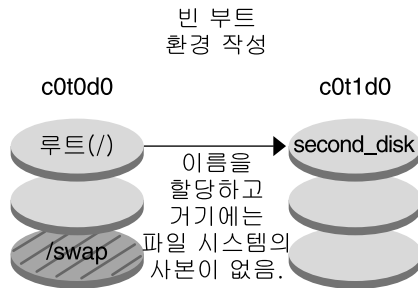 빈 부트
환경 작성
c0t0d0
c0t1d0
루트(/)
second_disk
이름을
할당하고
거기에는
파일 시스템의
사본이 없음.
/swap